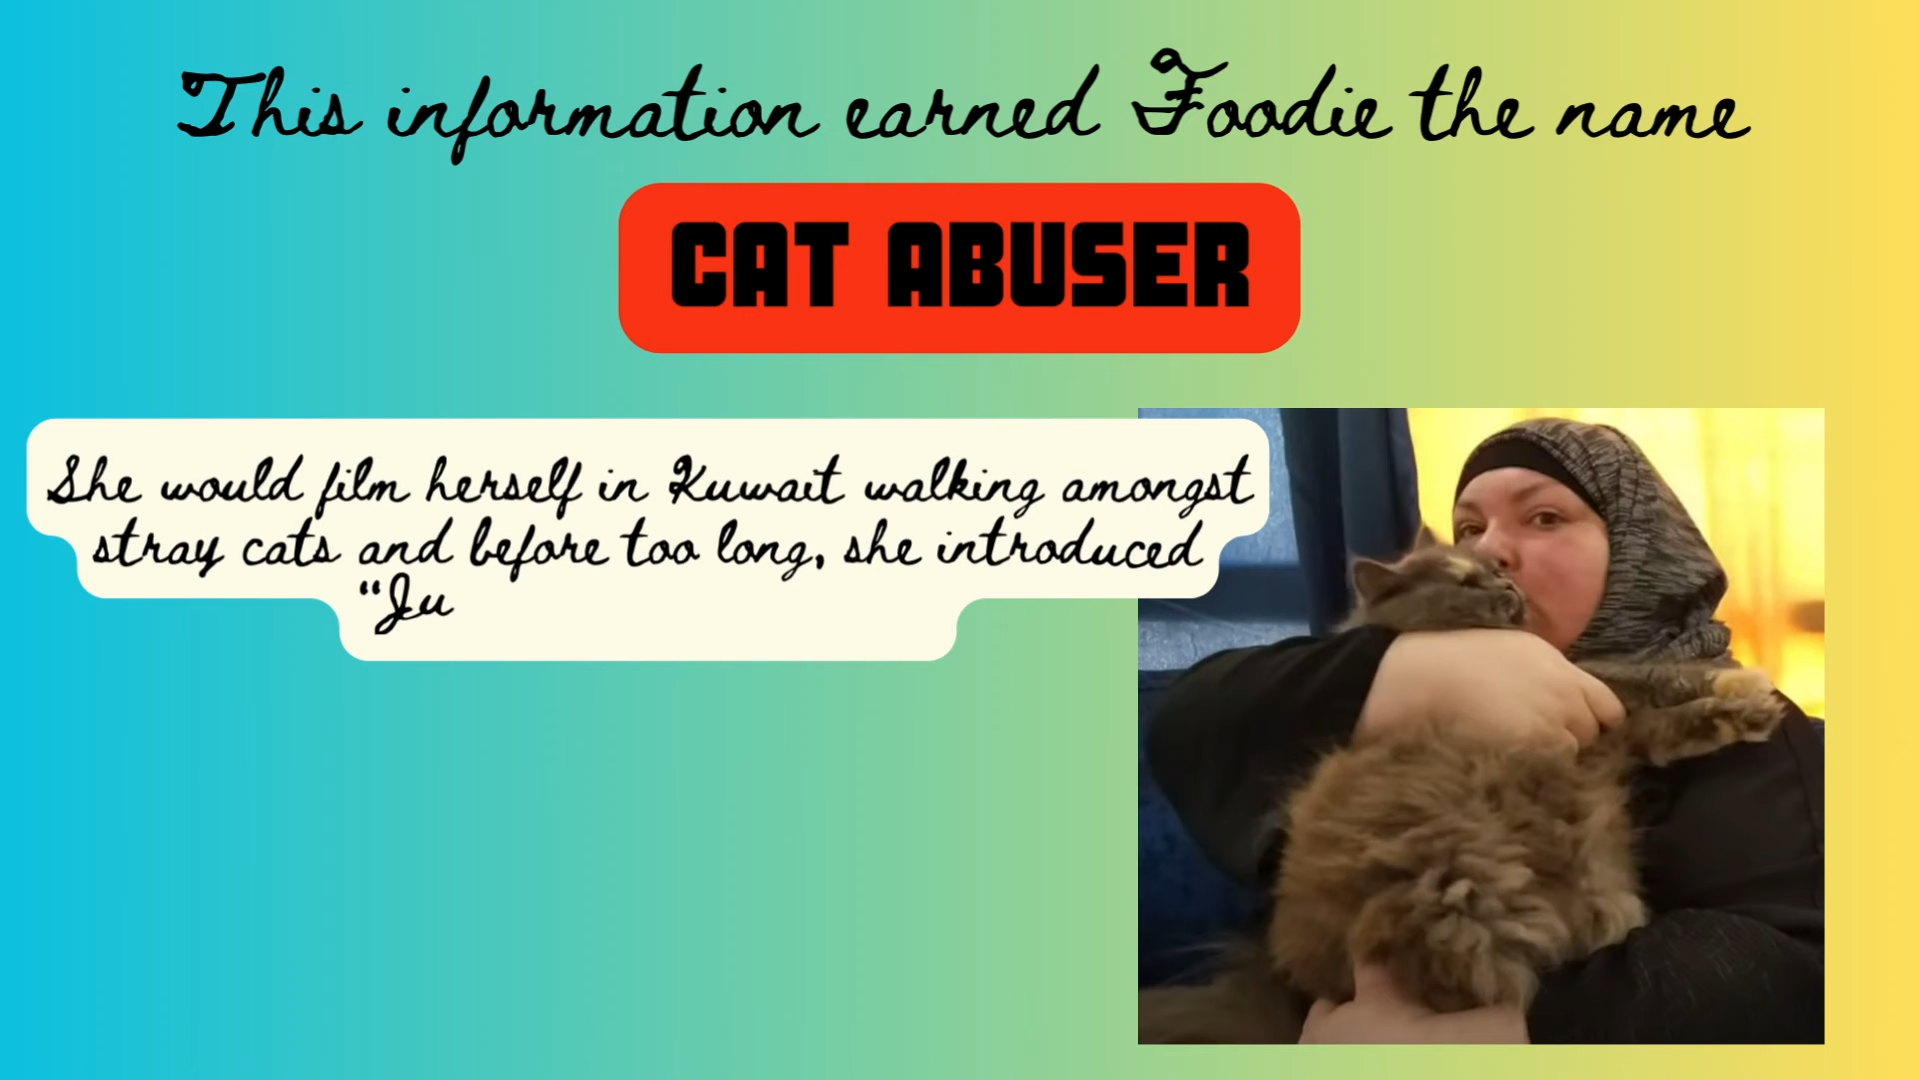 This information earned Foodie the name
CAT ABUSER
She would film herself in Kuwait walking amongst
stray cats and before too long, she introduced
“Ju